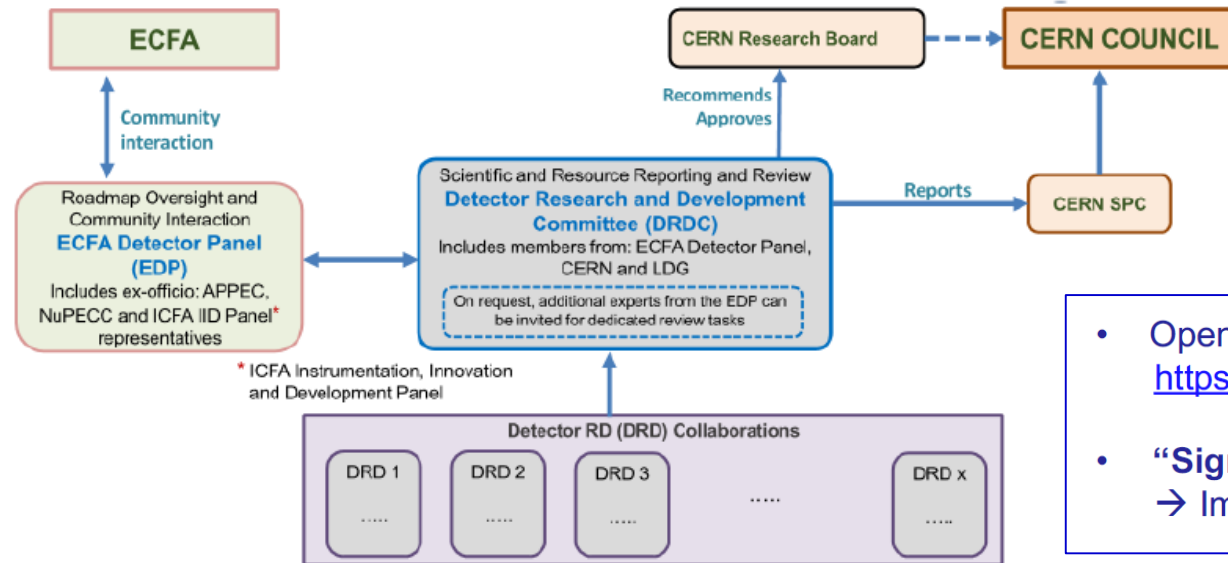 ECFA
CERN Research Board
CERN COUNCIL
Community
interaction
Recommends
Approves
Roadmap Oversight and
Community Interaction
ECFA Detector Panel
(EDP)
Includes ex-officio: APPEC,
NuPECC and ICFA IID Panel*
representatives
Scientific and Resource Reporting and Review
Detector Research and Development
Committee (DRDC)
Includes members from: ECFA Detector Panel,
CERN and LDG
On request, additional experts from the EDP can
be invited for dedicated review tasks
Reports
CERN SPC
* ICFA Instrumentation, Innovation
and Development Panel
Detector RD (DRD) Collaborations
DRD 1
.....
DRD 2
.....
DRD 3
.....
.....
DRD x
.....
• Open
https
• “Sign
→ Im